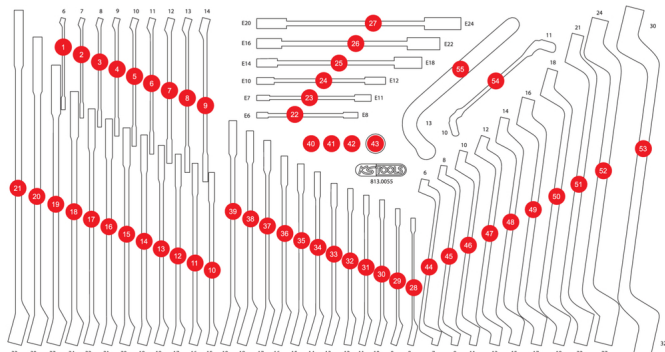 E20 27 E24
E16 26 E22
E14 25 E18
E10 24 E12
E7 23 E11
E6 22 E8
6 7 8 9 10 11 12 13 14
1 2 3 4 5 6 7 8 9
40 41 42 43
KS TOOLS
813.0055
21 20 19 18 17 16 15 14 13 12 11 10
39 38 37 36 35 34 33 32 31 30 29 28
55 54
13 10 11
6 8 10 12 14 16 18 21 24 30
44 45 46 47 48 49 50 51 52 53